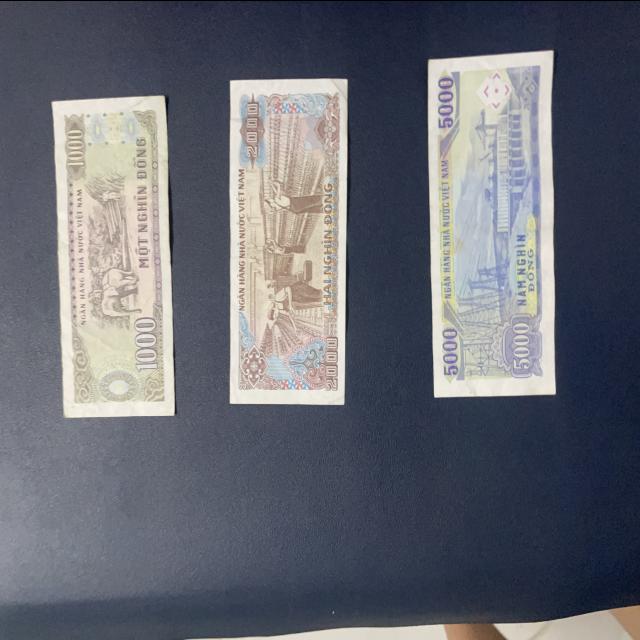 1000
NGÂN HÀNG NHÀ NƯỚC VIỆT NAM
MỘT NGHÌN ĐỒNG
1000
2000
NGÂN HÀNG NHÀ NƯỚC VIỆT NAM
HAI NGHÌN ĐỒNG
2000
5000
NGÂN HÀNG NHÀ NƯỚC VIỆT NAM
5000
NĂM NGHÌN
ĐỒNG
5000